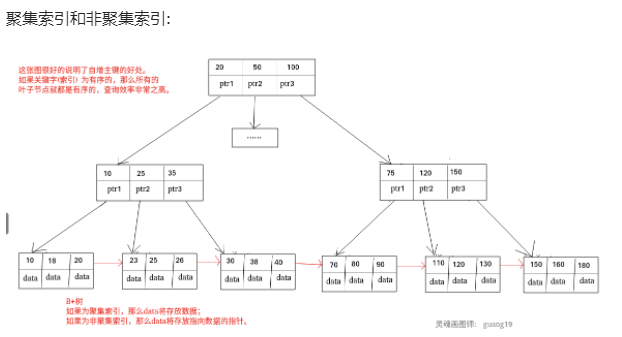 聚集索引和非聚集索引:
这张图很好的说明了自增主键的好处。
如果关键字(索引) 为有序的，那么所有的
叶子节点就都是有序的，查询效率非常之高。
20 50 100
ptr1 ptr2 ptr3
......
10 25 35
ptr1 ptr2 ptr3
75 120 150
ptr1 ptr2 ptr3
10 18 20
data data data
23 25 26
data data data
30 38 40
data data data
70 80 90
data data data
110 120 130
data data data
150 160 180
data data data
B+树
如果为聚集索引，那么data将存放数据；
如果为非聚集索引，那么data将存放指向数据的指针。
灵魂画图师： guang19